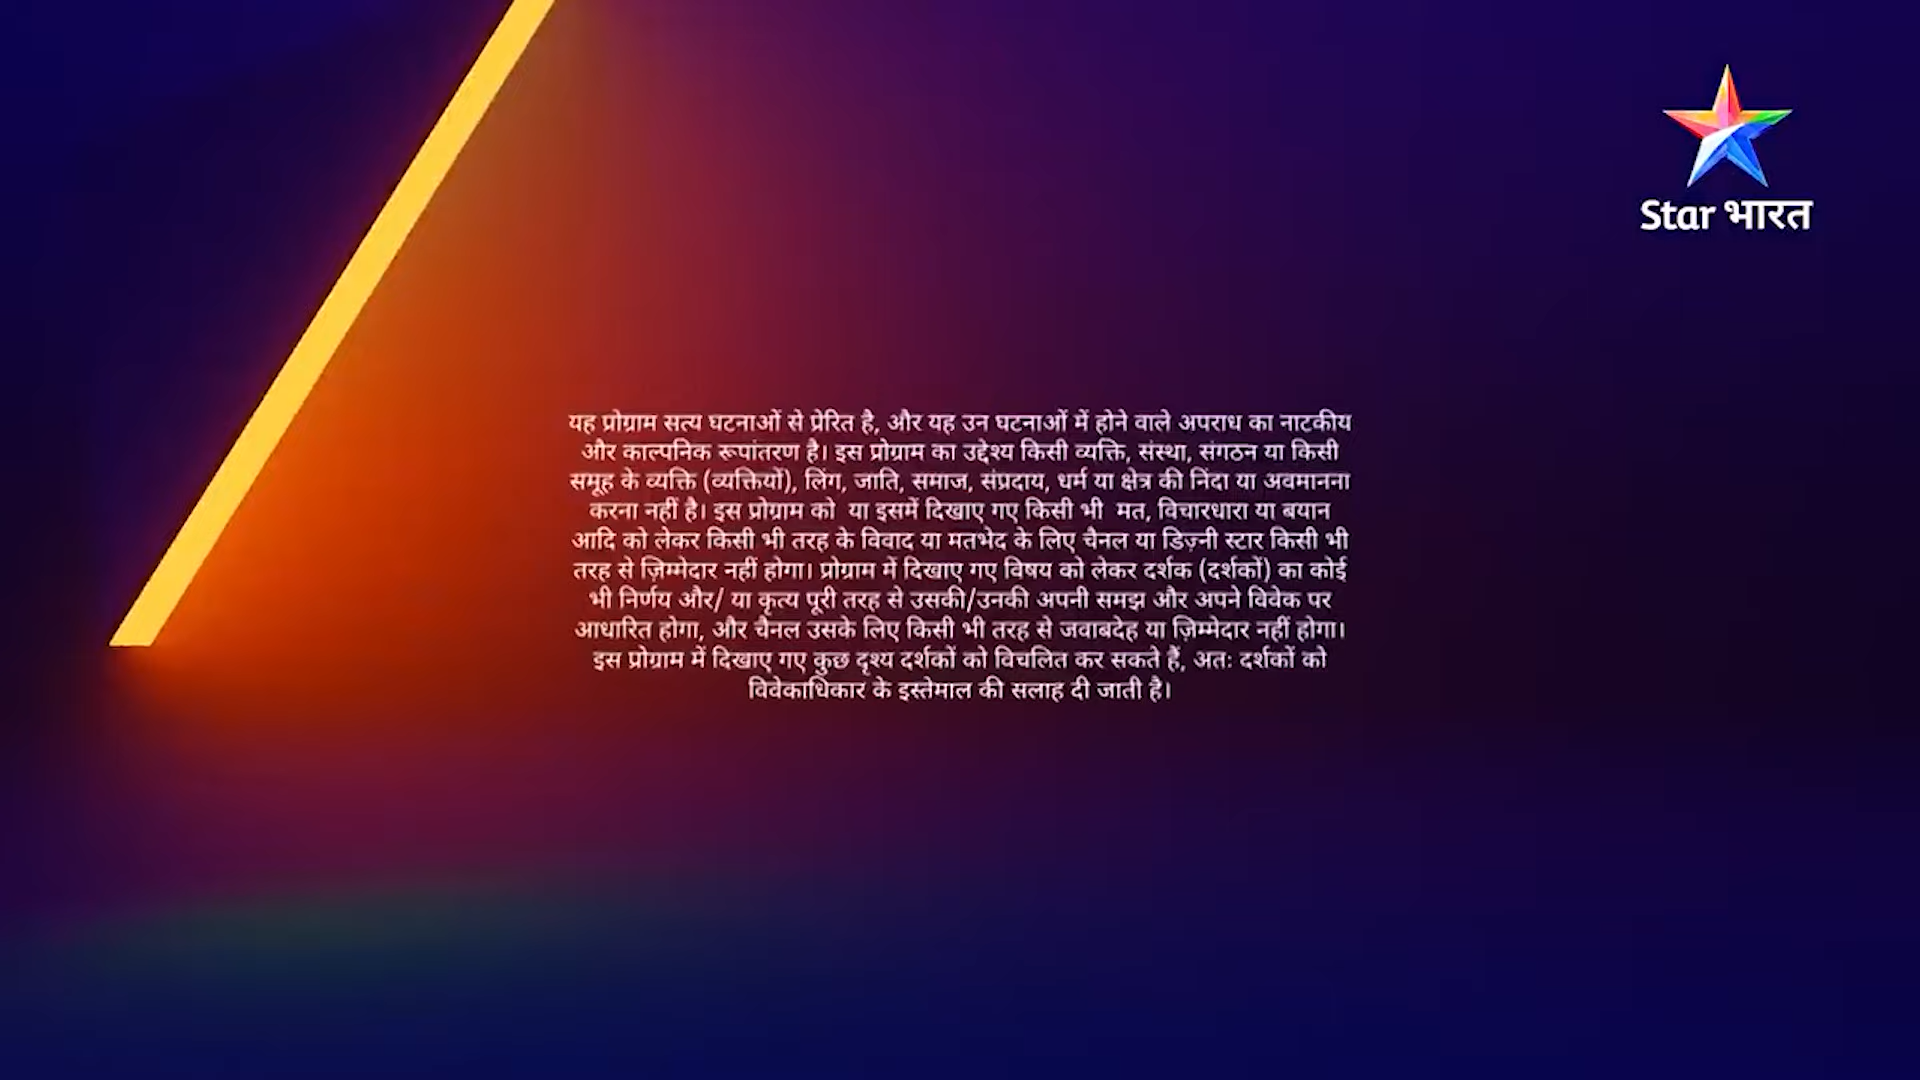 Star भारत
यह प्रोग्राम सत्य घटनाओं से प्रेरित है, और यह उन घटनाओं में होने वाले अपराध का नाटकीय
और काल्पनिक रूपांतरण है। इस प्रोग्राम का उद्देश्य किसी व्यक्ति, संस्था, संगठन या किसी
समूह के व्यक्ति (व्यक्तियों), लिंग, जाति, समाज, संप्रदाय, धर्म या क्षेत्र की निंदा या अवमानना
करना नहीं है। इस प्रोग्राम को या इसमें दिखाए गए किसी भी मत, विचारधारा या बयान
आदि को लेकर किसी भी तरह के विवाद या मतभेद के लिए चैनल या डिज़्नी स्टार किसी भी
तरह से ज़िम्मेदार नहीं होगा। प्रोग्राम में दिखाए गए विषय को लेकर दर्शक (दर्शकों) का कोई
भी निर्णय और/ या कृत्य पूरी तरह से उसकी/उनकी अपनी समझ और अपने विवेक पर
आधारित होगा, और चैनल उसके लिए किसी भी तरह से जवाबदेह या ज़िम्मेदार नहीं होगा।
इस प्रोग्राम में दिखाए गए कुछ दृश्य दर्शकों को विचलित कर सकते हैं, अतः दर्शकों को
विवेकाधिकार के इस्तेमाल की सलाह दी जाती है।